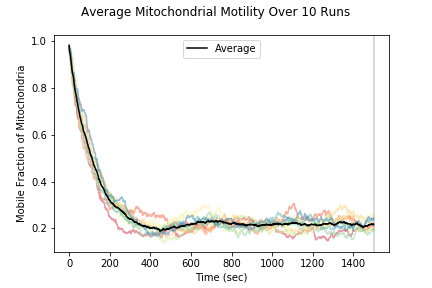 Average Mitochondrial Motility Over 10 Runs
Average
Mobile Fraction of Mitochondria
1.0
0.8
0.6
0.4
0.2
0 200 400 600 800 1000 1200 1400
Time (sec)